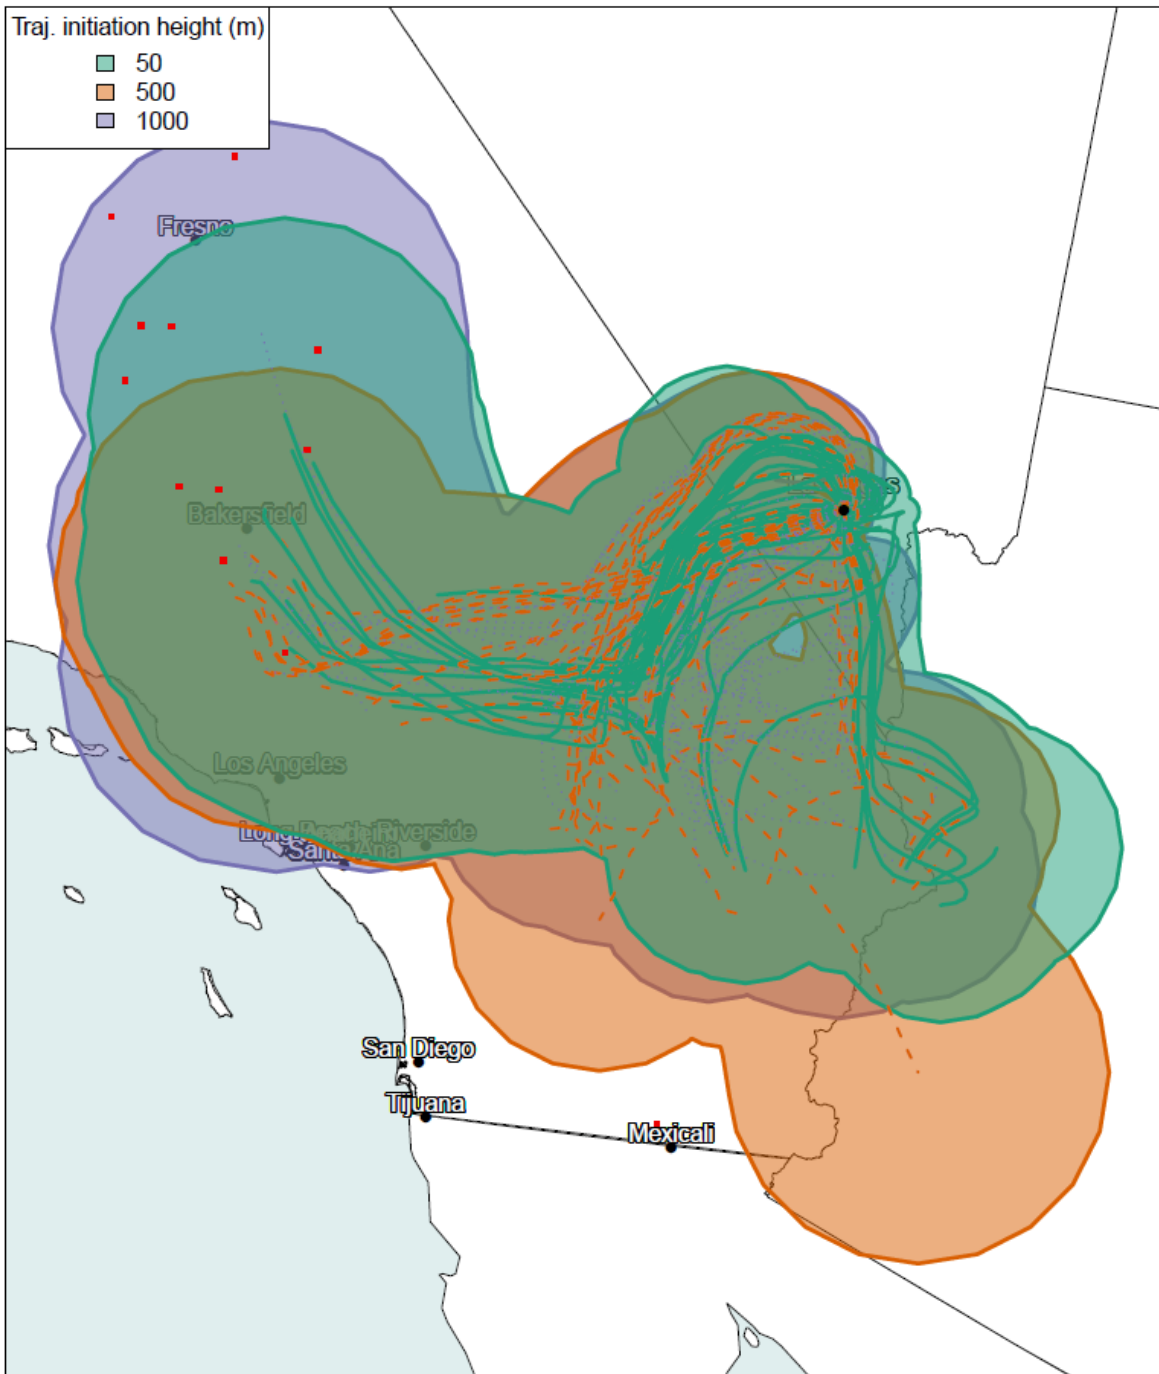 Traj. initiation height (m)
50
500
1000
Fresno
Bakersfield
Los Angeles
Riverside
Santa Ana
San Diego
Tijuana
Mexicali